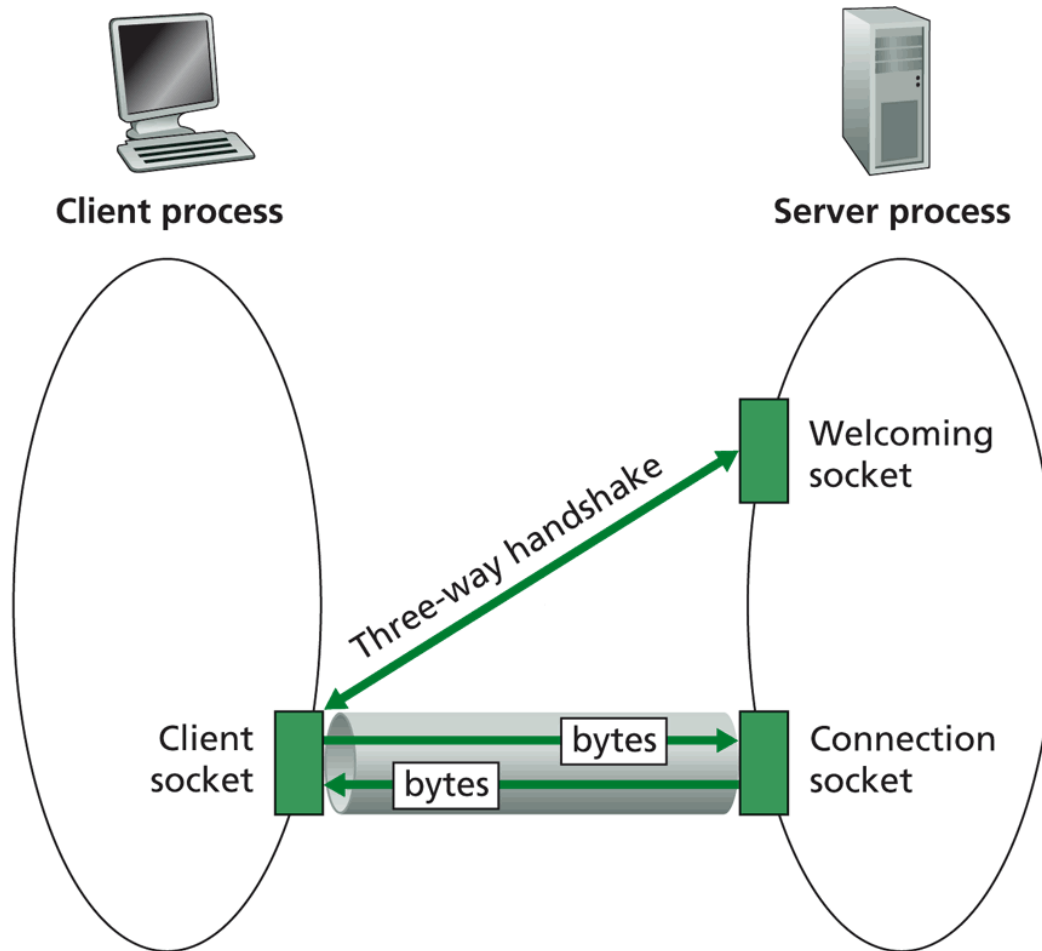 Client process
Server process
Welcoming
socket
Three-way handshake
Client
socket
bytes
bytes
Connection
socket